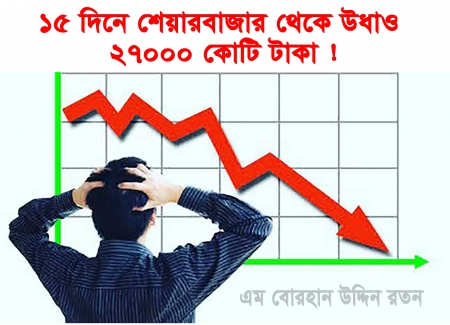 ১৫ দিনে শেয়ারবাজার থেকে উধাও
২৭০০০ কোটি টাকা !
এম বোরহান উদ্দিন রতন